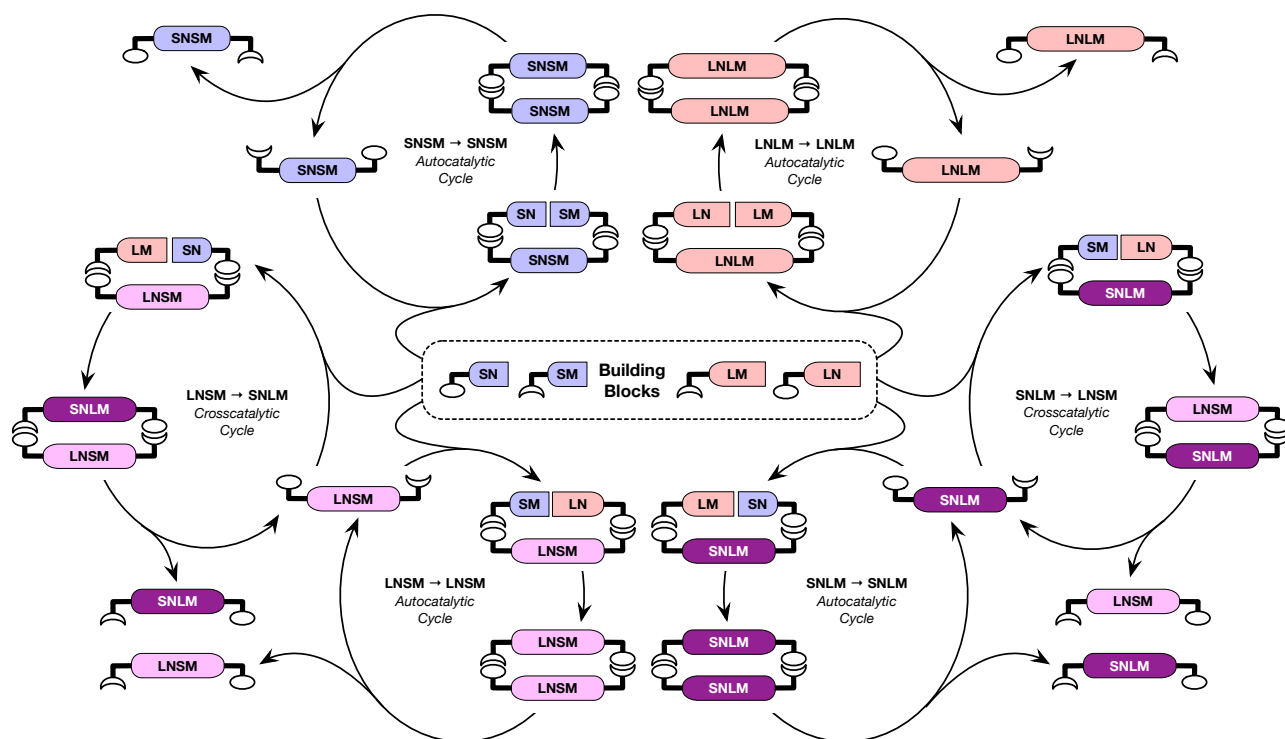 SNSM
LNLM
SNSM
LNLM
SNSM → SNSM
Autocatalytic
Cycle
LNLM → LNLM
Autocatalytic
Cycle
SNSM
LNLM
SNSM
LNLM
SN SM
LN LM
SNSM
LNLM
LM SN
LNSM
SM LN
SNLM
SN
SM
Building
Blocks
LM
LN
LNSM → SNLM
Crosscatalytic
Cycle
SNLM → LNSM
Crosscatalytic
Cycle
SNLM
LNSM
LNSM
SNLM
LNSM
SNLM
SM LN
LNSM
LM SN
SNLM
LNSM → LNSM
Autocatalytic
Cycle
SNLM → SNLM
Autocatalytic
Cycle
SNLM
LNSM
LNSM
SNLM
LNSM
SNLM
LNSM
SNLM